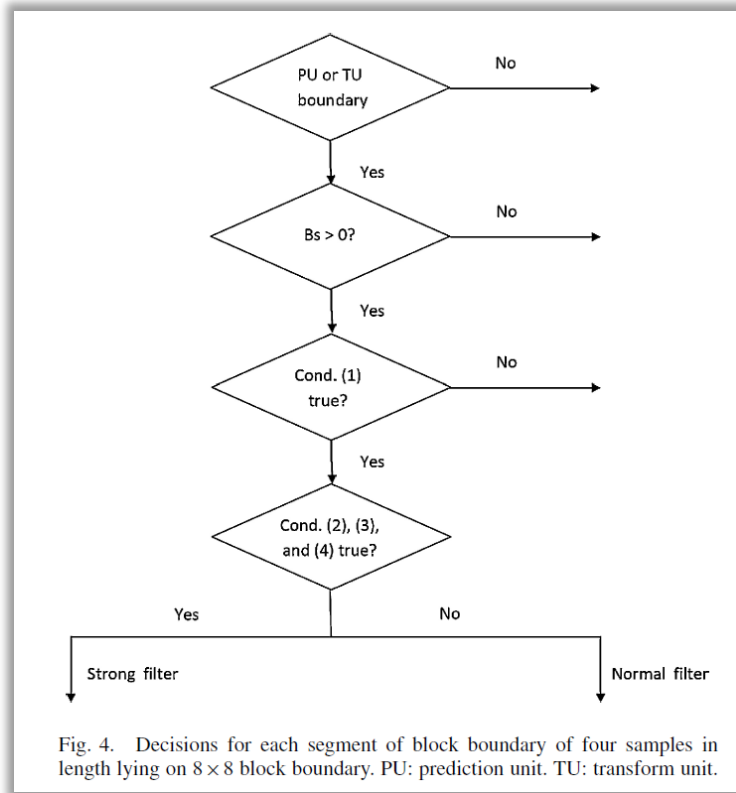 PU or TU
boundary
No
Yes
Bs > 0?
No
Yes
Cond. (1)
true?
No
Yes
Cond. (2), (3),
and (4) true?
Yes
No
Strong filter
Normal filter
Fig. 4. Decisions for each segment of block boundary of four samples in
length lying on 8 × 8 block boundary. PU: prediction unit. TU: transform unit.